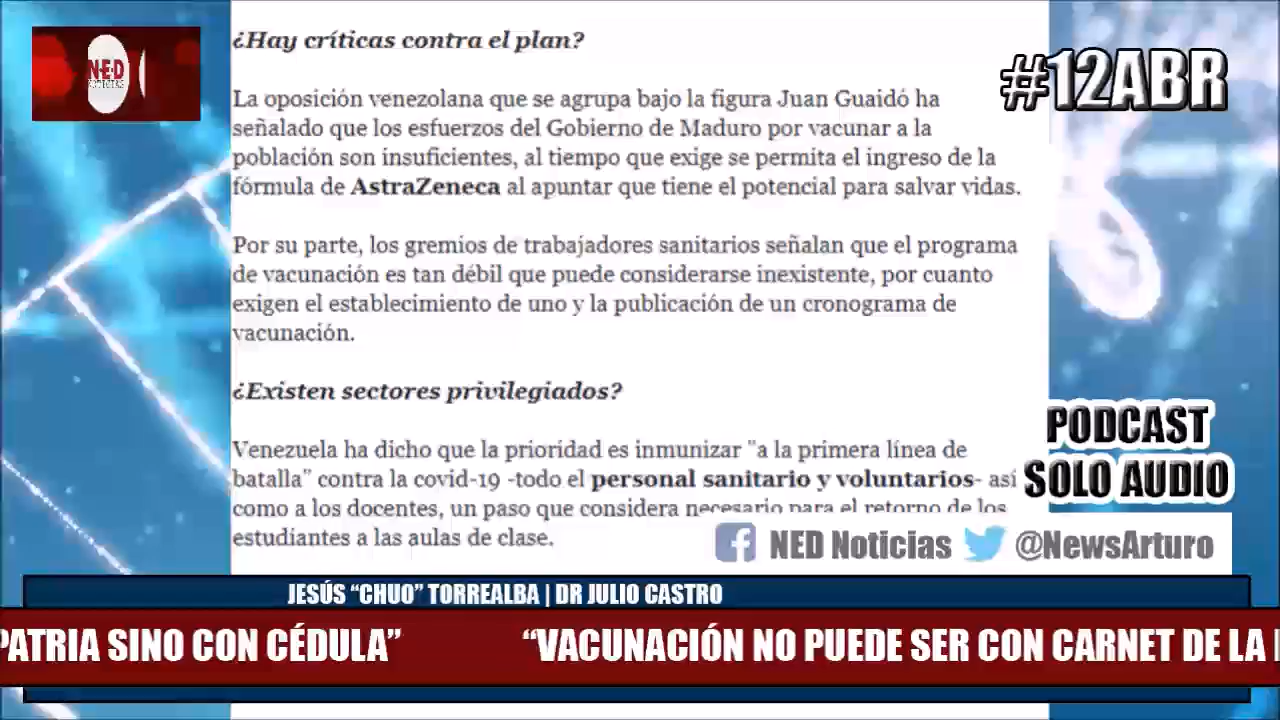 NED
NOTICIAS
#12ABR
¿Hay críticas contra el plan?
La oposición venezolana que se agrupa bajo la figura Juan Guaidó ha
señalado que los esfuerzos del Gobierno de Maduro por vacunar a la
población son insuficientes, al tiempo que exige se permita el ingreso de la
fórmula de AstraZeneca al apuntar que tiene el potencial para salvar vidas.
Por su parte, los gremios de trabajadores sanitarios señalan que el programa
de vacunación es tan débil que puede considerarse inexistente, por cuanto
exigen el establecimiento de uno y la publicación de un cronograma de
vacunación.
¿Existen sectores privilegiados?
Venezuela ha dicho que la prioridad es inmunizar "a la primera línea de
batalla" contra la covid-19 -todo el personal sanitario y voluntarios- así
como a los docentes, un paso que considera necesario para el retorno de los
estudiantes a las aulas de clase.
PODCAST
SOLO AUDIO
NED Noticias @NewsArturo
JESÚS “CHUO” TORREALBA | DR JULIO CASTRO
PATRIA SINO CON CÉDULA” “VACUNACIÓN NO PUEDE SER CON CARNET DE LA